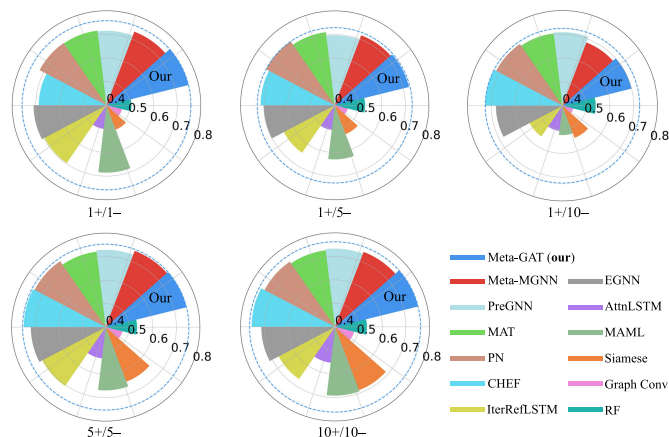 Our
0.4
0.5
0.6
0.7
0.8
1+/1−
Our
0.4
0.5
0.6
0.7
0.8
1+/5−
Our
0.4
0.5
0.6
0.7
0.8
1+/10−
Our
0.4
0.5
0.6
0.7
0.8
5+/5−
Our
0.4
0.5
0.6
0.7
0.8
10+/10−
Meta-GAT (our)
Meta-MGNN
EGNN
PreGNN
AttnLSTM
MAT
MAML
PN
Siamese
CHEF
Graph Conv
IterRefLSTM
RF